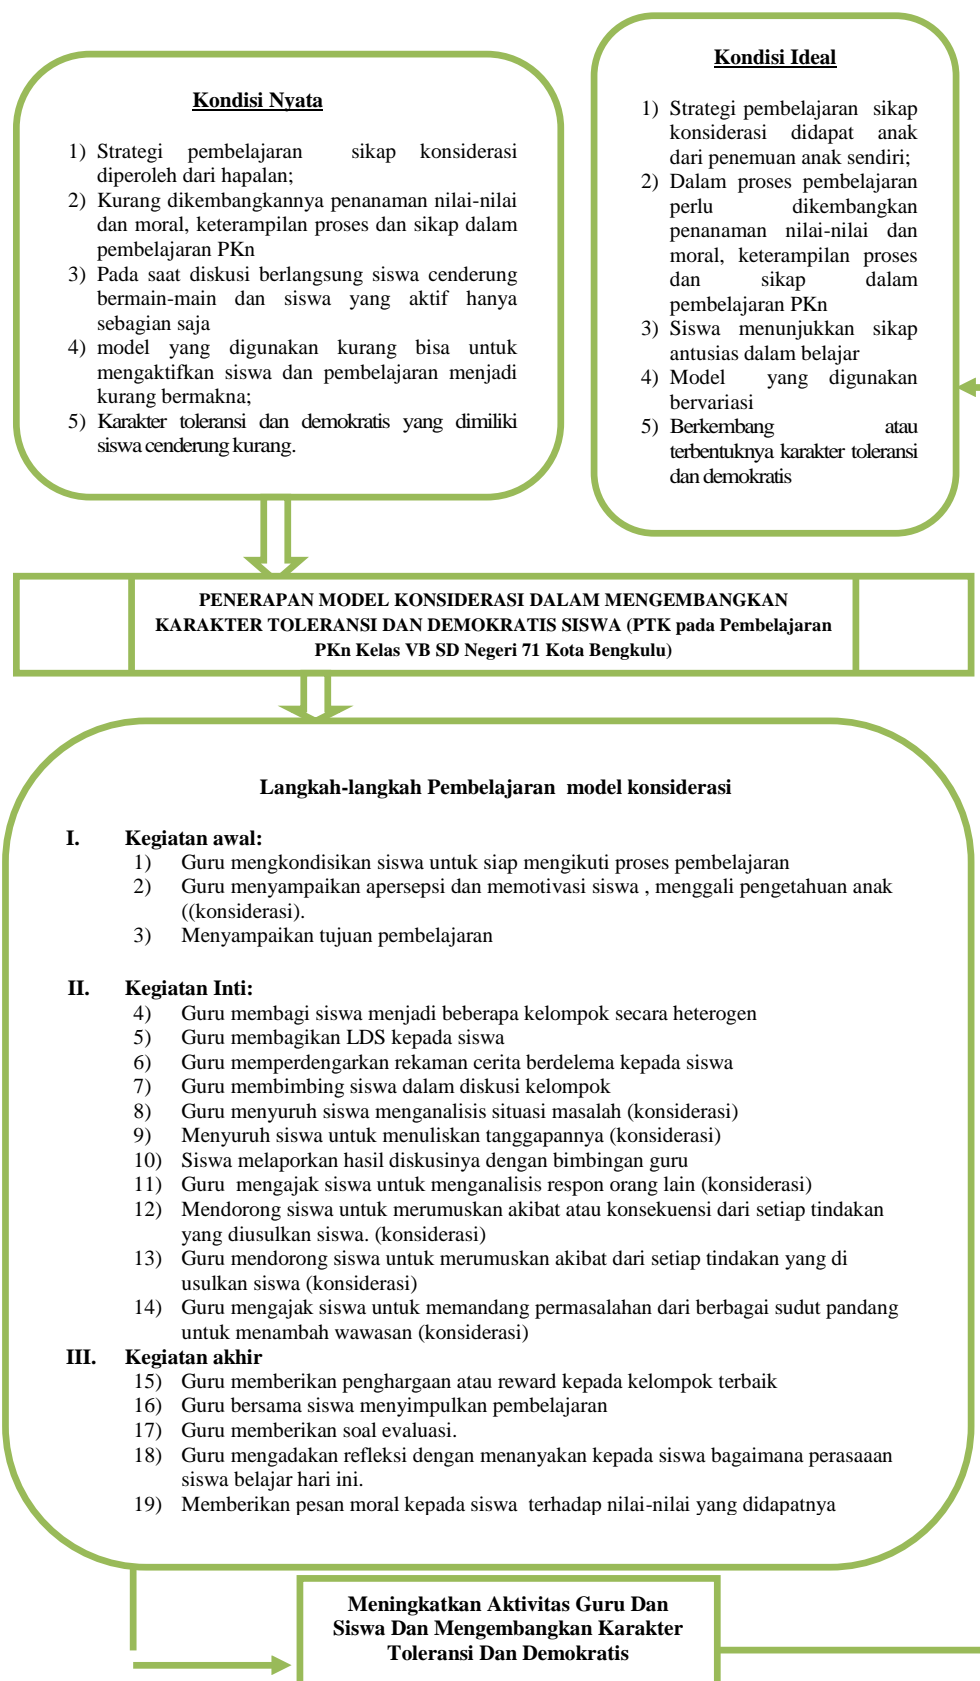 Kondisi Nyata
1) Strategi pembelajaran sikap konsiderasi
diperoleh dari hapalan;
2) Kurang dikembangkannya penanaman nilai-nilai
dan moral, keterampilan proses dan sikap dalam
pembelajaran PKn
3) Pada saat diskusi berlangsung siswa cenderung
bermain-main dan siswa yang aktif hanya
sebagian saja
4) model yang digunakan kurang bisa untuk
mengaktifkan siswa dan pembelajaran menjadi
kurang bermakna;
5) Karakter toleransi dan demokratis yang dimiliki
siswa cenderung kurang.
Kondisi Ideal
1) Strategi pembelajaran sikap
konsiderasi didapat anak
dari penemuan anak sendiri;
2) Dalam proses pembelajaran
perlu dikembangkan
penanaman nilai-nilai dan
moral, keterampilan proses
dan sikap dalam
pembelajaran PKn
3) Siswa menunjukkan sikap
antusias dalam belajar
4) Model yang digunakan
bervariasi
5) Berkembang atau
terbentuknya karakter toleransi
dan demokratis
PENERAPAN MODEL KONSIDERASI DALAM MENGEMBANGKAN
KARAKTER TOLERANSI DAN DEMOKRATIS SISWA (PTK pada Pembelajaran
PKn Kelas VB SD Negeri 71 Kota Bengkulu)
Langkah-langkah Pembelajaran model konsiderasi
I. Kegiatan awal:
1) Guru mengkondisikan siswa untuk siap mengikuti proses pembelajaran
2) Guru menyampaikan apersepsi dan memotivasi siswa , menggali pengetahuan anak
((konsiderasi).
3) Menyampaikan tujuan pembelajaran
II. Kegiatan Inti:
4) Guru membagi siswa menjadi beberapa kelompok secara heterogen
5) Guru membagikan LDS kepada siswa
6) Guru memperdengarkan rekaman cerita berdelema kepada siswa
7) Guru membimbing siswa dalam diskusi kelompok
8) Guru menyuruh siswa menganalisis situasi masalah (konsiderasi)
9) Menyuruh siswa untuk menuliskan tanggapannya (konsiderasi)
10) Siswa melaporkan hasil diskusinya dengan bimbingan guru
11) Guru mengajak siswa untuk menganalisis respon orang lain (konsiderasi)
12) Mendorong siswa untuk merumuskan akibat atau konsekuensi dari setiap tindakan
yang diusulkan siswa. (konsiderasi)
13) Guru mendorong siswa untuk merumuskan akibat dari setiap tindakan yang di
usulkan siswa (konsiderasi)
14) Guru mengajak siswa untuk memandang permasalahan dari berbagai sudut pandang
untuk menambah wawasan (konsiderasi)
III. Kegiatan akhir
15) Guru memberikan penghargaan atau reward kepada kelompok terbaik
16) Guru bersama siswa menyimpulkan pembelajaran
17) Guru memberikan soal evaluasi.
18) Guru mengadakan refleksi dengan menanyakan kepada siswa bagaimana perasaaan
siswa belajar hari ini.
19) Memberikan pesan moral kepada siswa terhadap nilai-nilai yang didapatnya
Meningkatkan Aktivitas Guru Dan
Siswa Dan Mengembangkan Karakter
Toleransi Dan Demokratis